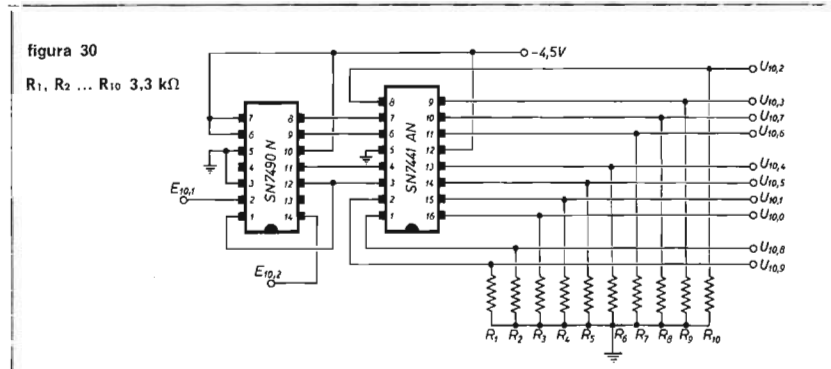 figura 30
R₁, R₂ ... R₁₀ 3,3 kΩ
−4,5V
U₁₀,₂
U₁₀,₃
U₁₀,₇
U₁₀,₆
U₁₀,₄
U₁₀,₅
U₁₀,₁
U₁₀,₀
U₁₀,₈
U₁₀,₉
E₁₀,₁
E₁₀,₂
SN7490 N
7 8
6 9
5 10
4 11
3 12
2 13
1 14
SN7441 AN
8 9
7 10
6 11
5 12
4 13
3 14
2 15
1 16
R₁ R₂ R₃ R₄ R₅ R₆ R₇ R₈ R₉ R₁₀